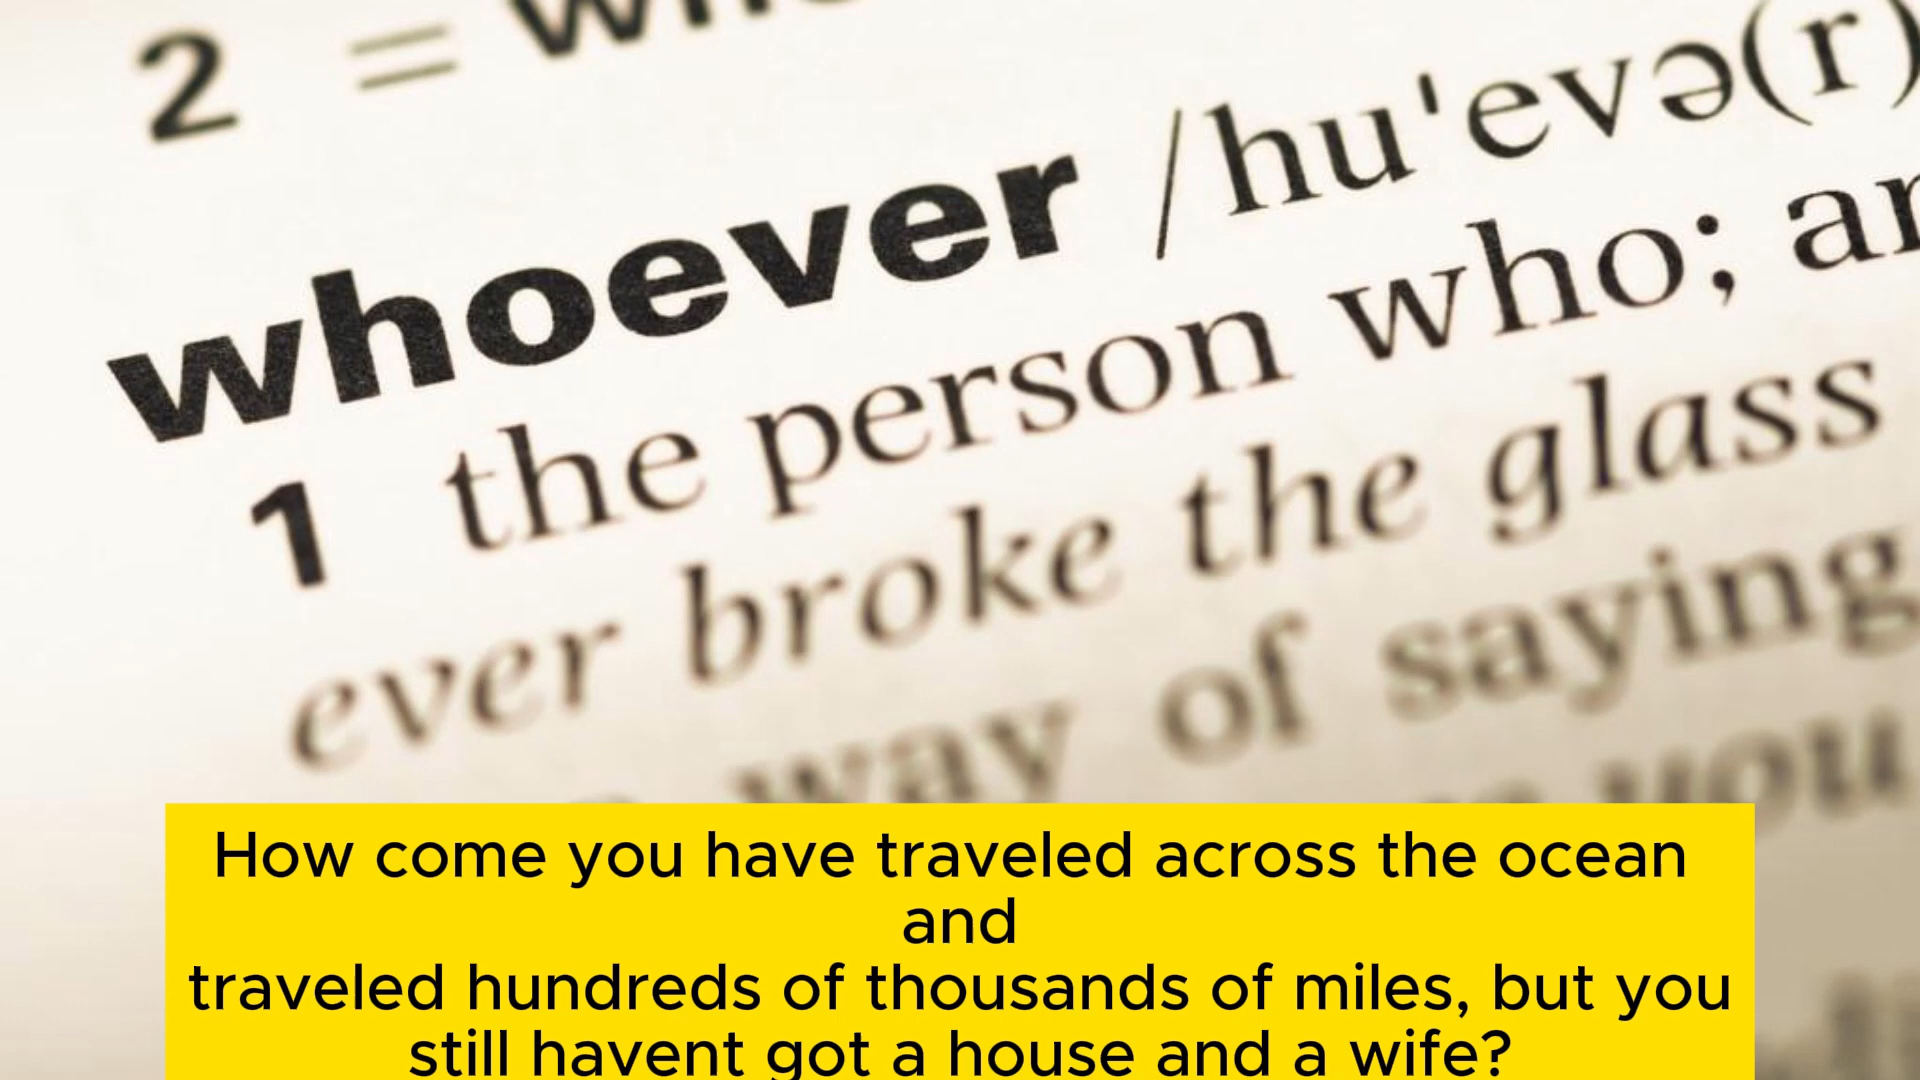 2 =
whoever /hu'evə(r)
1 the person who;
ever broke the glass
way of saying
you
How come you have traveled across the ocean
and
traveled hundreds of thousands of miles, but you
still havent got a house and a wife?